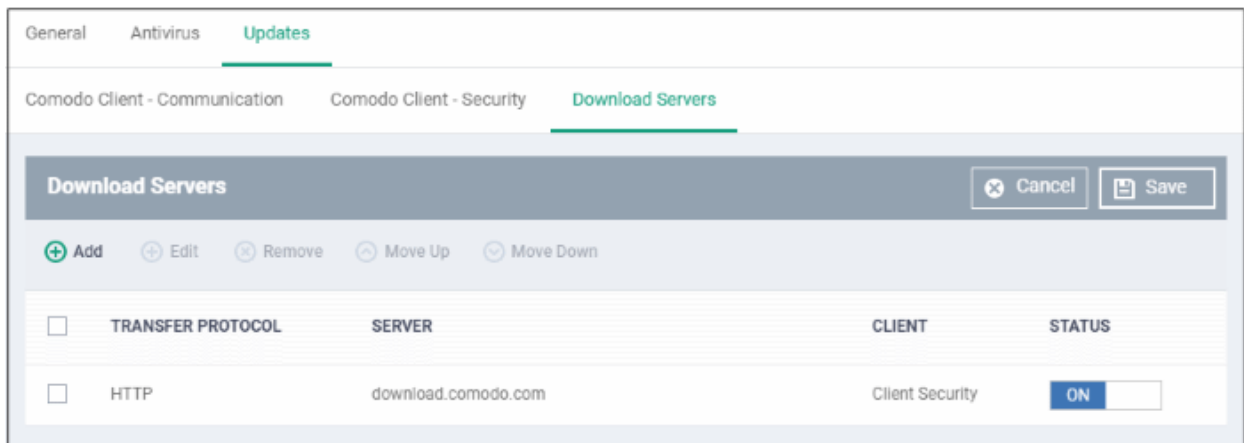 General Antivirus Updates
Comodo Client - Communication Comodo Client - Security Download Servers
Download Servers Cancel Save
Add Edit Remove Move Up Move Down
TRANSFER PROTOCOL SERVER CLIENT STATUS
HTTP download.comodo.com Client Security ON